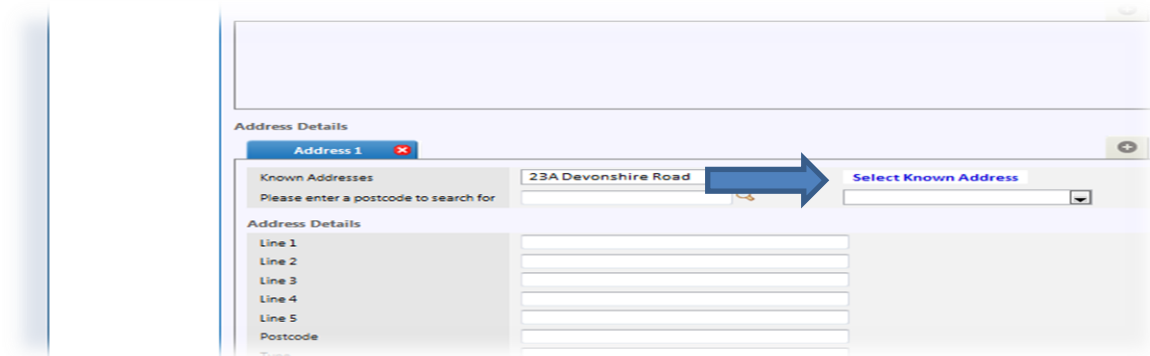 Address Details
Address 1
Known Addresses 23A Devonshire Road Select Known Address
Please enter a postcode to search for
Address Details
Line 1
Line 2
Line 3
Line 4
Line 5
Postcode
Type